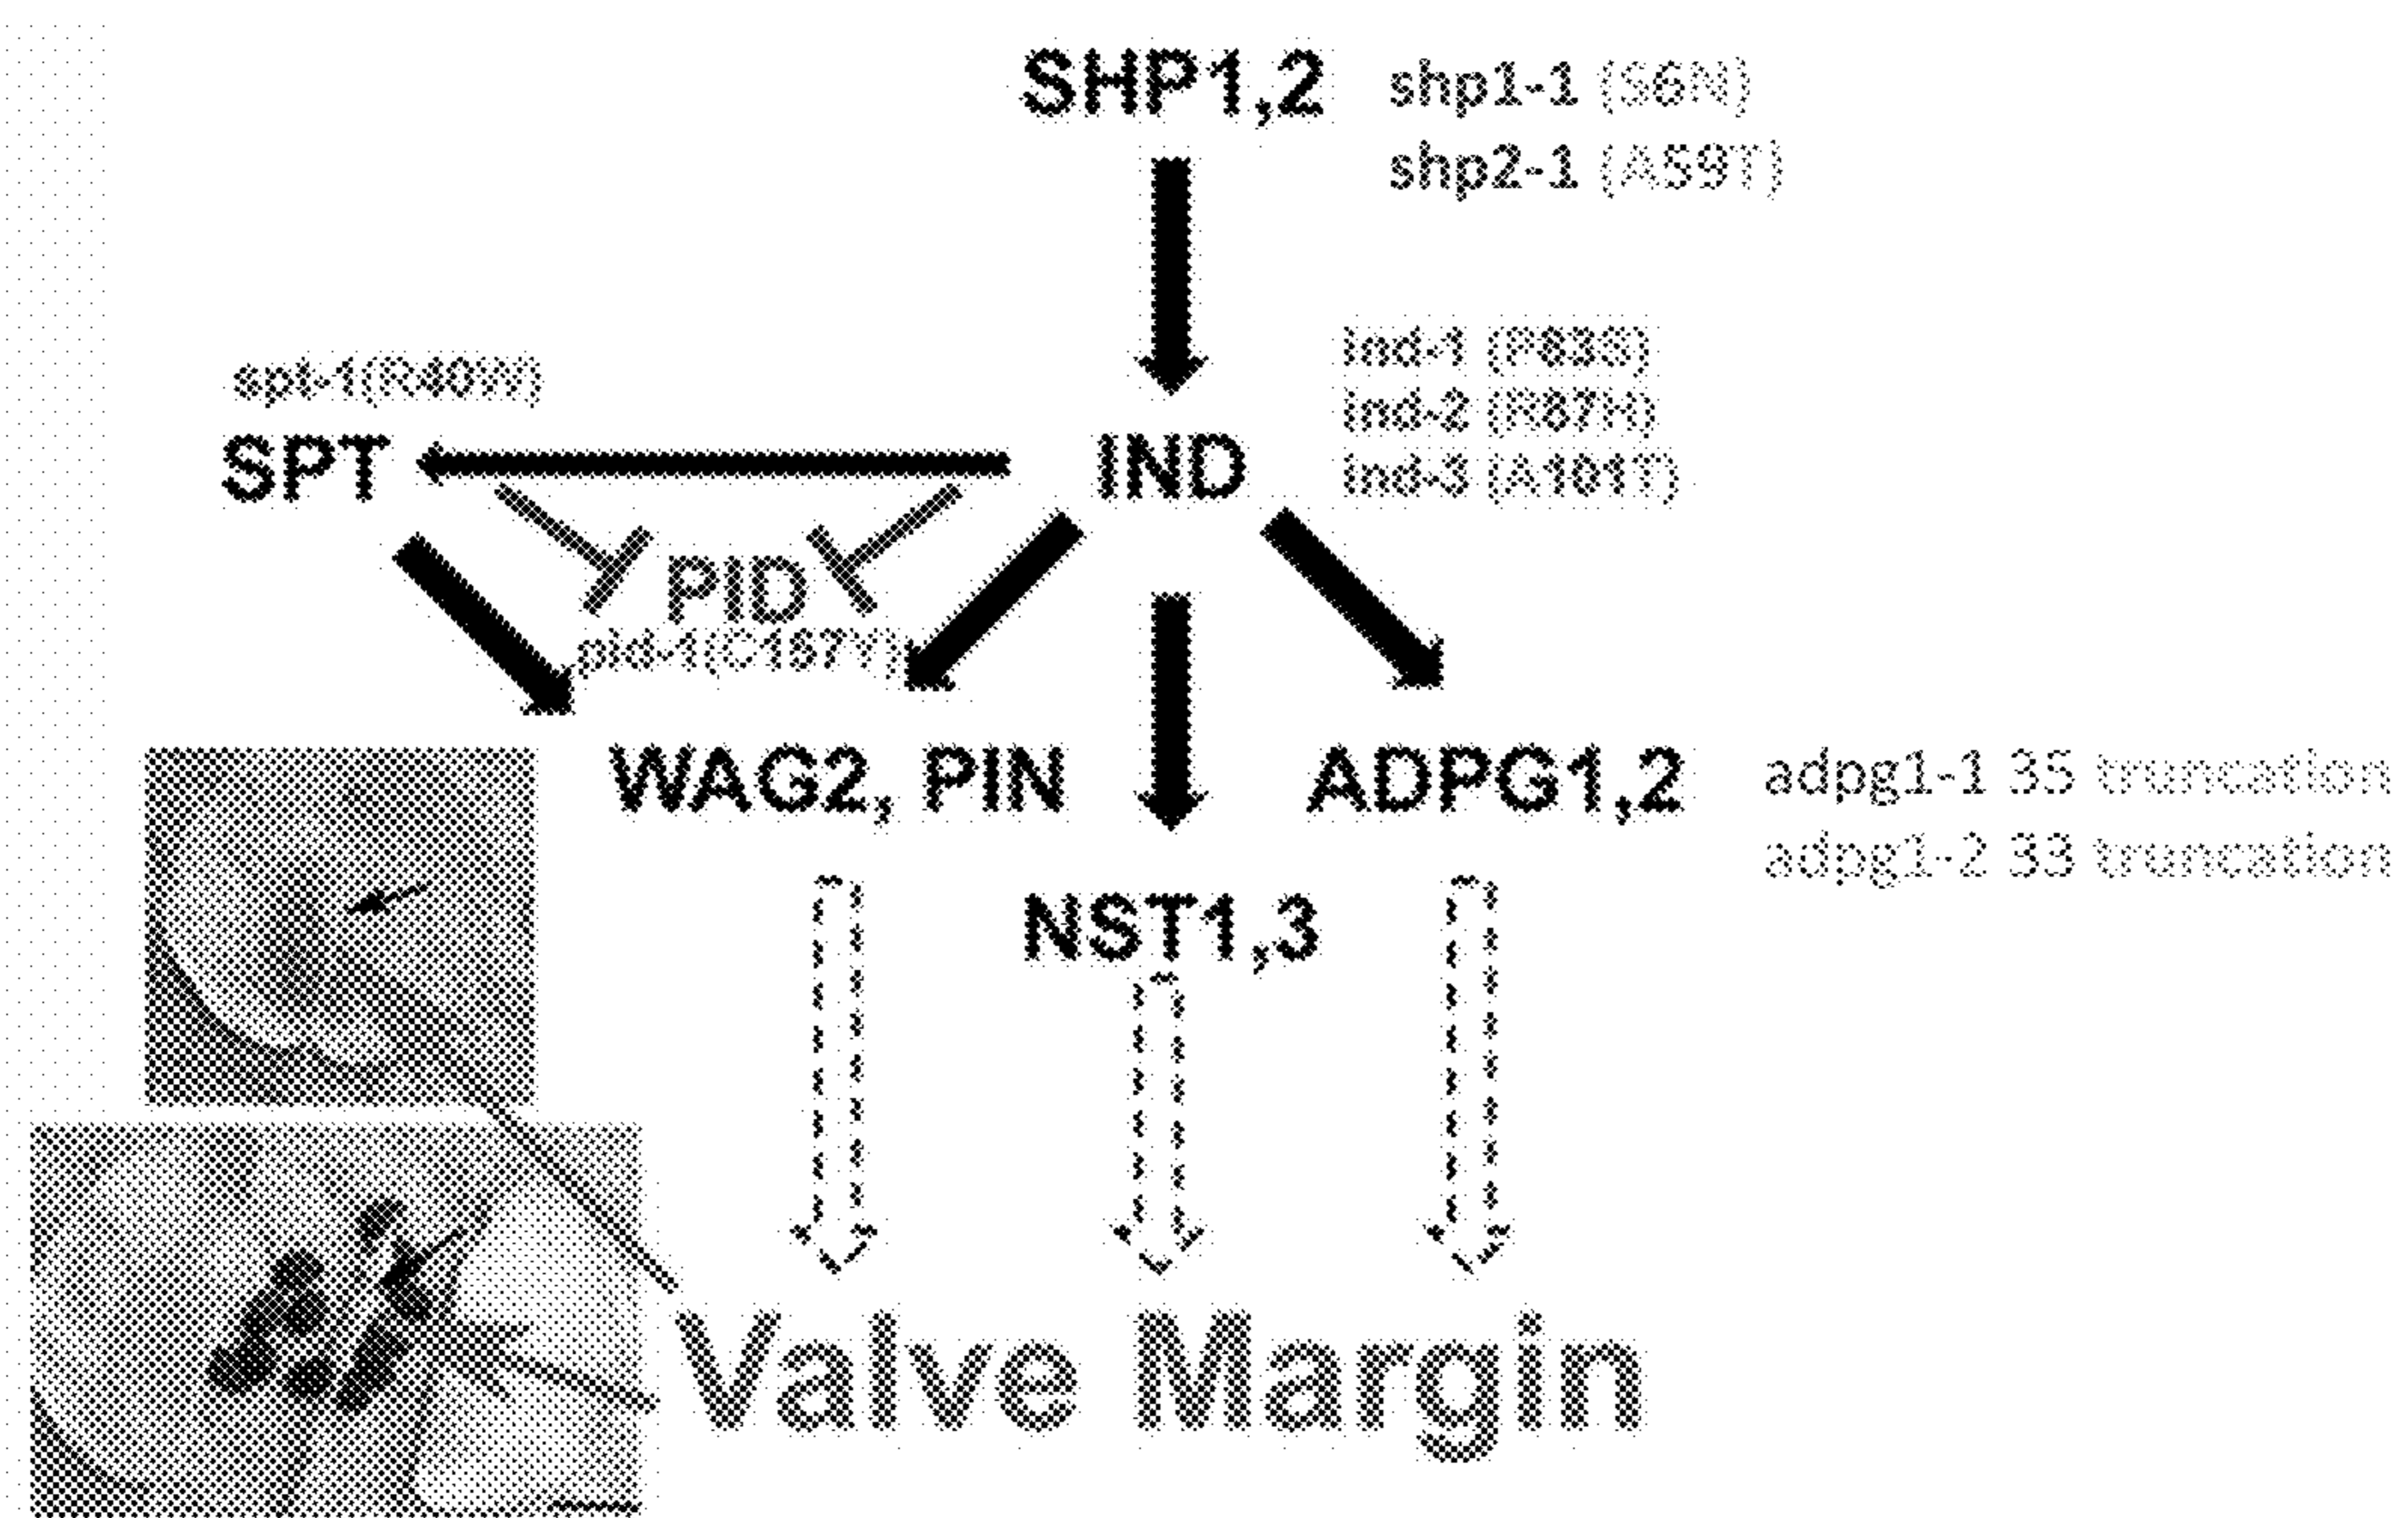 SHP1,2
shp1-1 (S6N)
shp2-1 (A59T)
ind-1 (P83S)
ind-2 (R87H)
ind-3 (A101T)
spt-1(R40W)
SPT
IND
PID
pid-1(C157Y)
WAG2, PIN
ADPG1,2
adpg1-1 35 truncation
adpg1-2 33 truncation
NST1,3
Valve Margin